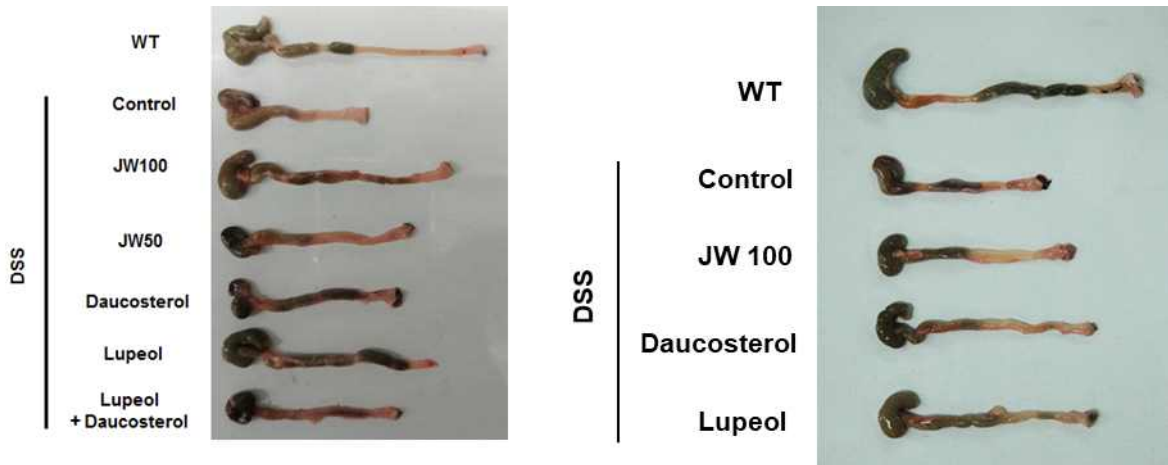 WT
Control
JW100
JW50
DSS
Daucosterol
Lupeol
Lupeol
+ Daucosterol
WT
Control
JW 100
DSS
Daucosterol
Lupeol